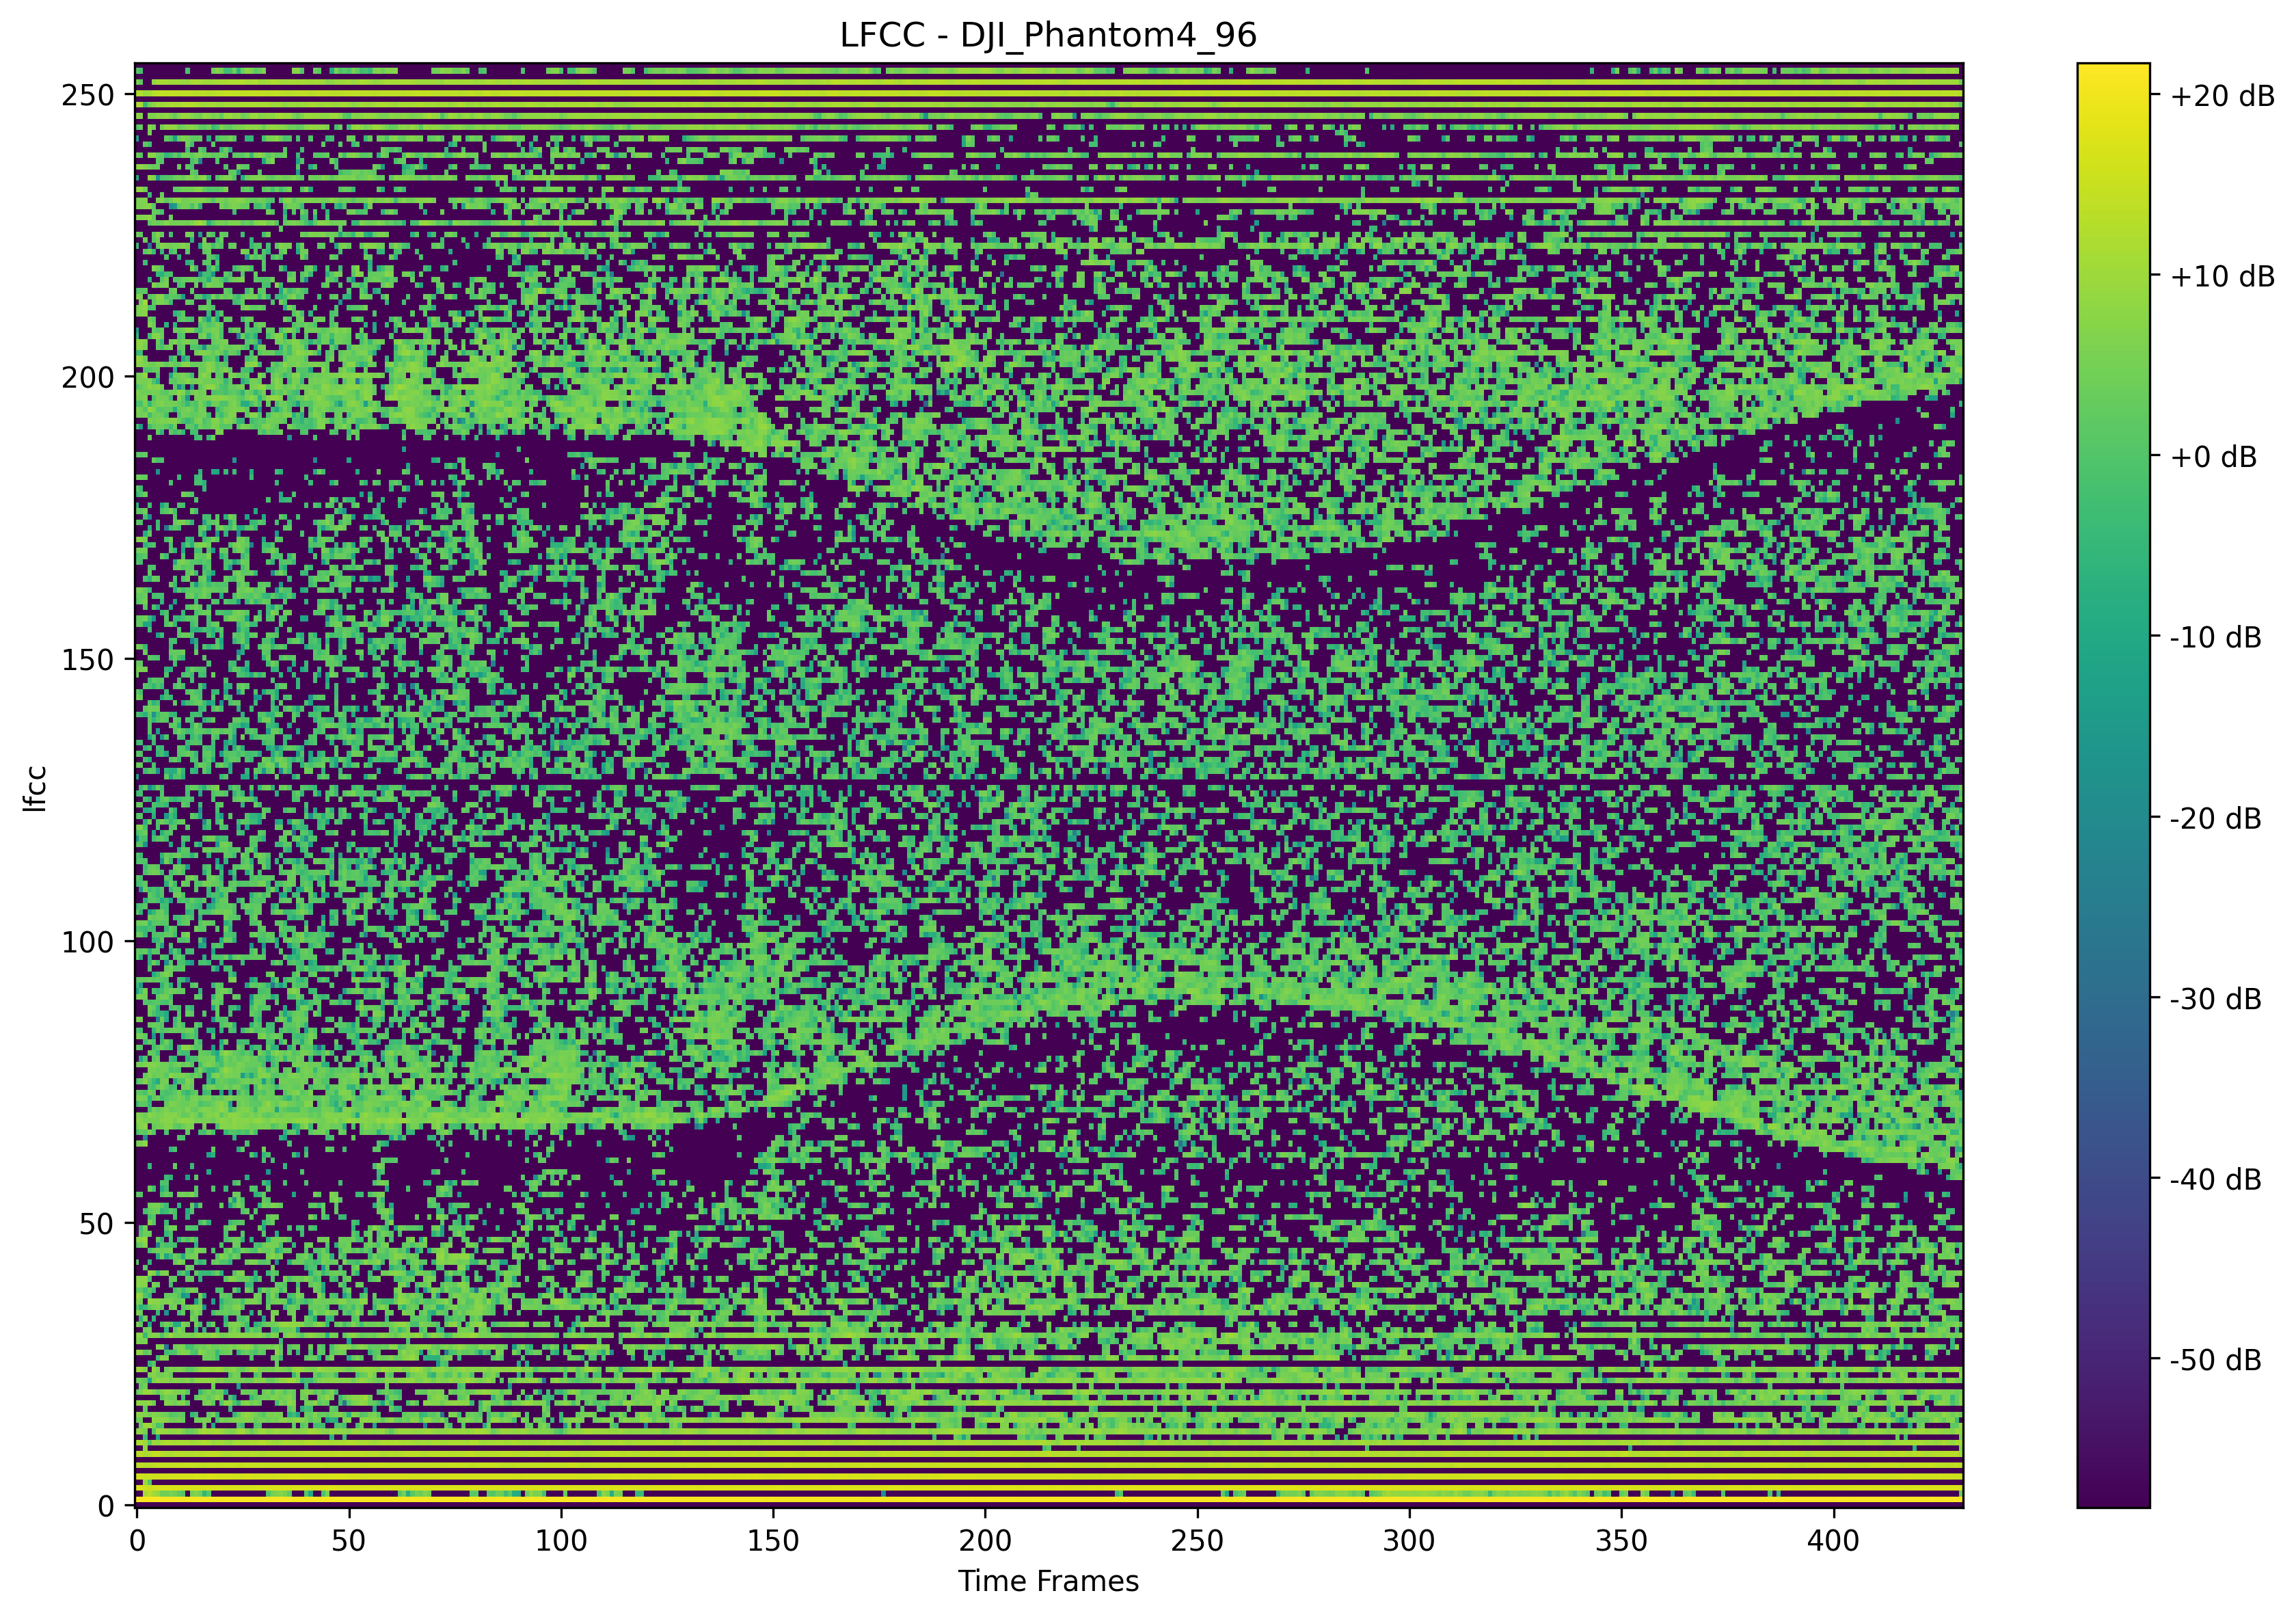 LFCC - DJI_Phantom4_96
250
200
150
100
50
0
lfcc
0 50 100 150 200 250 300 350 400
Time Frames
+20 dB
+10 dB
+0 dB
-10 dB
-20 dB
-30 dB
-40 dB
-50 dB